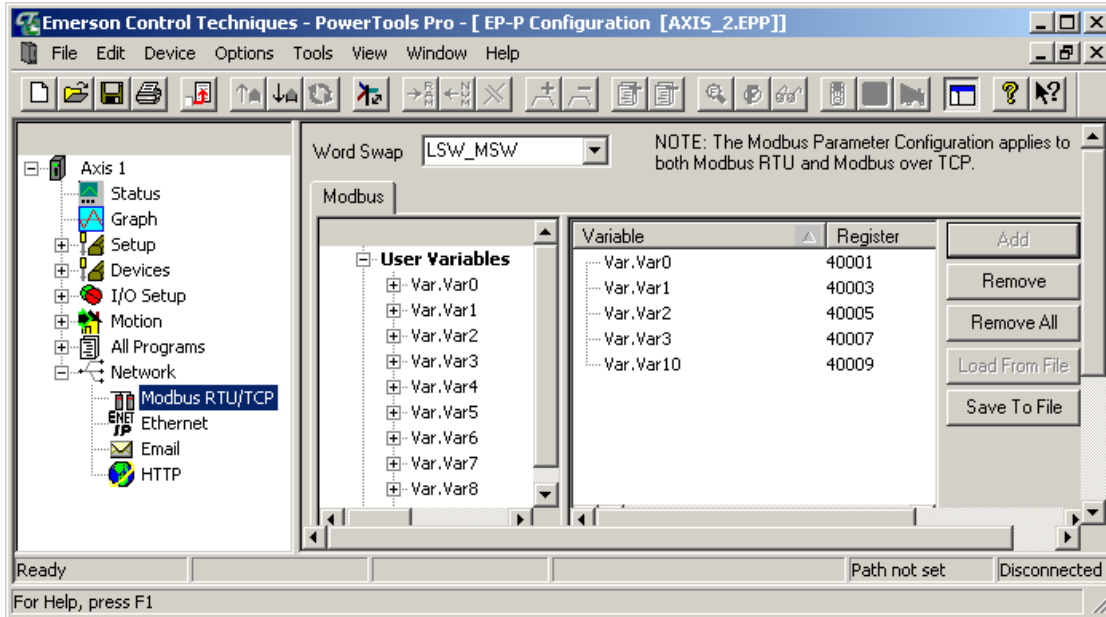 Emerson Control Techniques - PowerTools Pro - [ EP-P Configuration [AXIS_2.EPP]]
File Edit Device Options Tools View Window Help
Axis 1
Status
Graph
Setup
Devices
I/O Setup
Motion
All Programs
Network
Modbus RTU/TCP
Ethernet
Email
HTTP
Word Swap LSW_MSW
NOTE: The Modbus Parameter Configuration applies to
both Modbus RTU and Modbus over TCP.
Modbus
User Variables
Var.Var0
Var.Var1
Var.Var2
Var.Var3
Var.Var4
Var.Var5
Var.Var6
Var.Var7
Var.Var8
Variable Register
Var.Var0 40001
Var.Var1 40003
Var.Var2 40005
Var.Var3 40007
Var.Var10 40009
Add
Remove
Remove All
Load From File
Save To File
Ready Path not set Disconnected
For Help, press F1